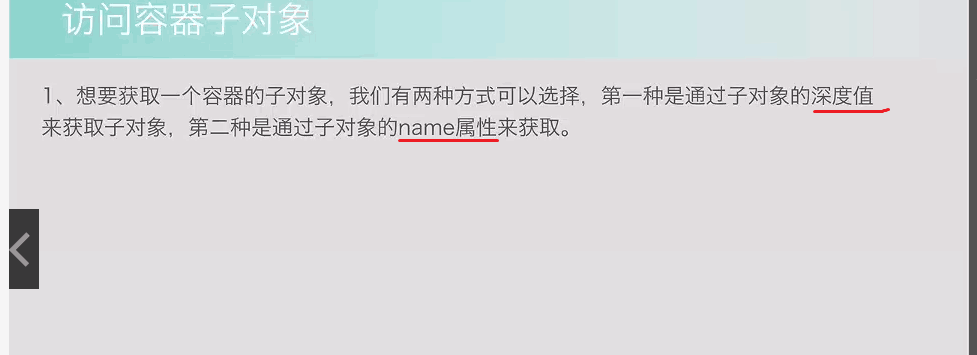 访问容器子对象
1、想要获取一个容器的子对象，我们有两种方式可以选择，第一种是通过子对象的深度值
来获取子对象，第二种是通过子对象的name属性来获取。